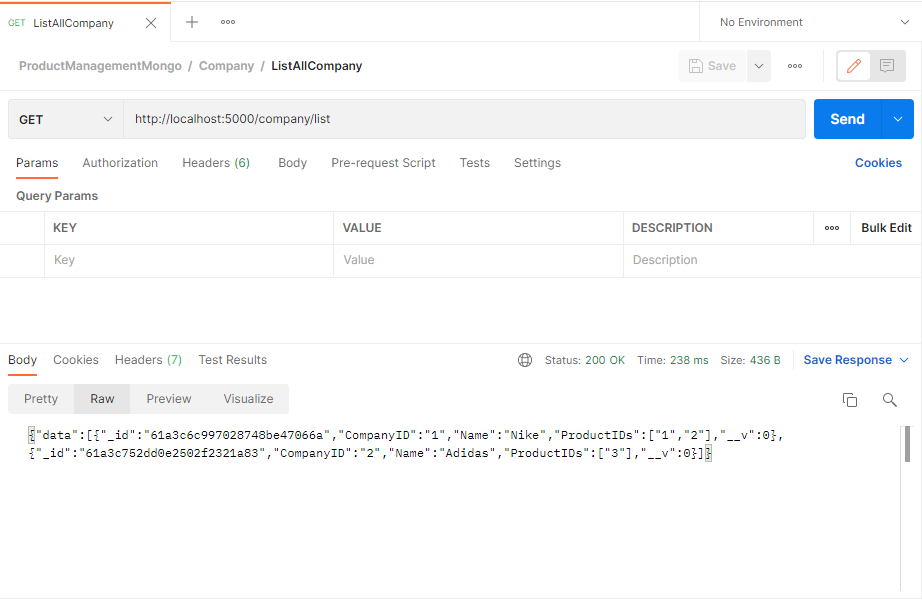 GET ListAllCompany No Environment
ProductManagementMongo / Company / ListAllCompany Save
GET http://localhost:5000/company/list Send
Params Authorization Headers (6) Body Pre-request Script Tests Settings Cookies
Query Params
KEY VALUE DESCRIPTION Bulk Edit
Key Value Description
Body Cookies Headers (7) Test Results Status: 200 OK Time: 238 ms Size: 436 B Save Response
Pretty Raw Preview Visualize
{"data":[{"_id":"61a3c6c997028748be47066a","CompanyID":"1","Name":"Nike","ProductIDs":["1","2"],"__v":0},
{"_id":"61a3c752dd0e2502f2321a83","CompanyID":"2","Name":"Adidas","ProductIDs":["3"],"__v":0}]}